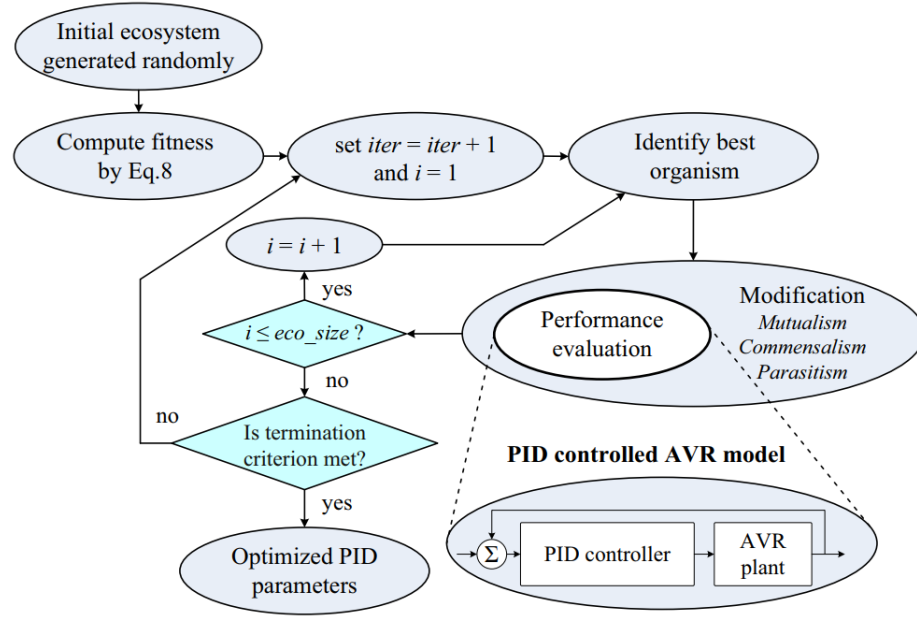 Initial ecosystem
generated randomly
Compute fitness
by Eq.8
set iter = iter + 1
and i = 1
Identify best
organism
i = i + 1
yes
i ≤ eco_size ?
no
no
Is termination
criterion met?
yes
Optimized PID
parameters
Modification
Mutualism
Commensalism
Parasitism
Performance
evaluation
PID controlled AVR model
Σ
PID controller
AVR
plant